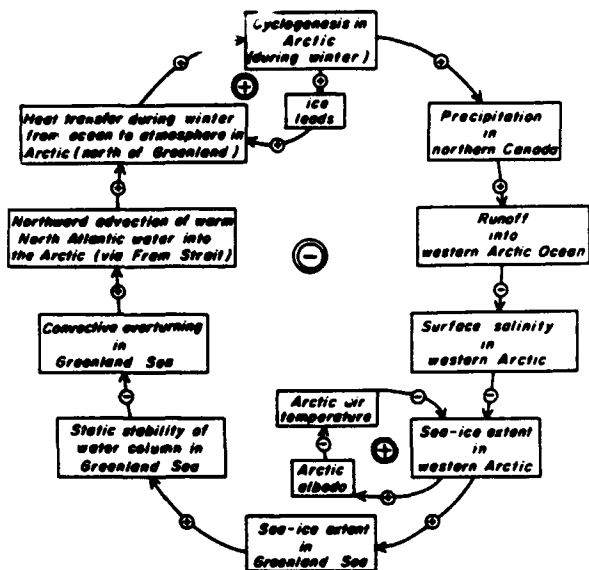 Cyclogenesis in
Arctic
(during winter)
ice
leads
Precipitation
in
northern Canada
Runoff
into
western Arctic Ocean
Surface salinity
in
western Arctic
Sea-ice extent
in
western Arctic
Arctic air
temperature
Arctic
albedo
Sea-ice extent
in
Greenland Sea
Static stability of
water column in
Greenland Sea
Convective overturning
in
Greenland Sea
Northward advection of warm
North Atlantic water into
the Arctic (via Fram Strait)
Heat transfer during winter
from ocean to atmosphere in
Arctic (north of Greenland)